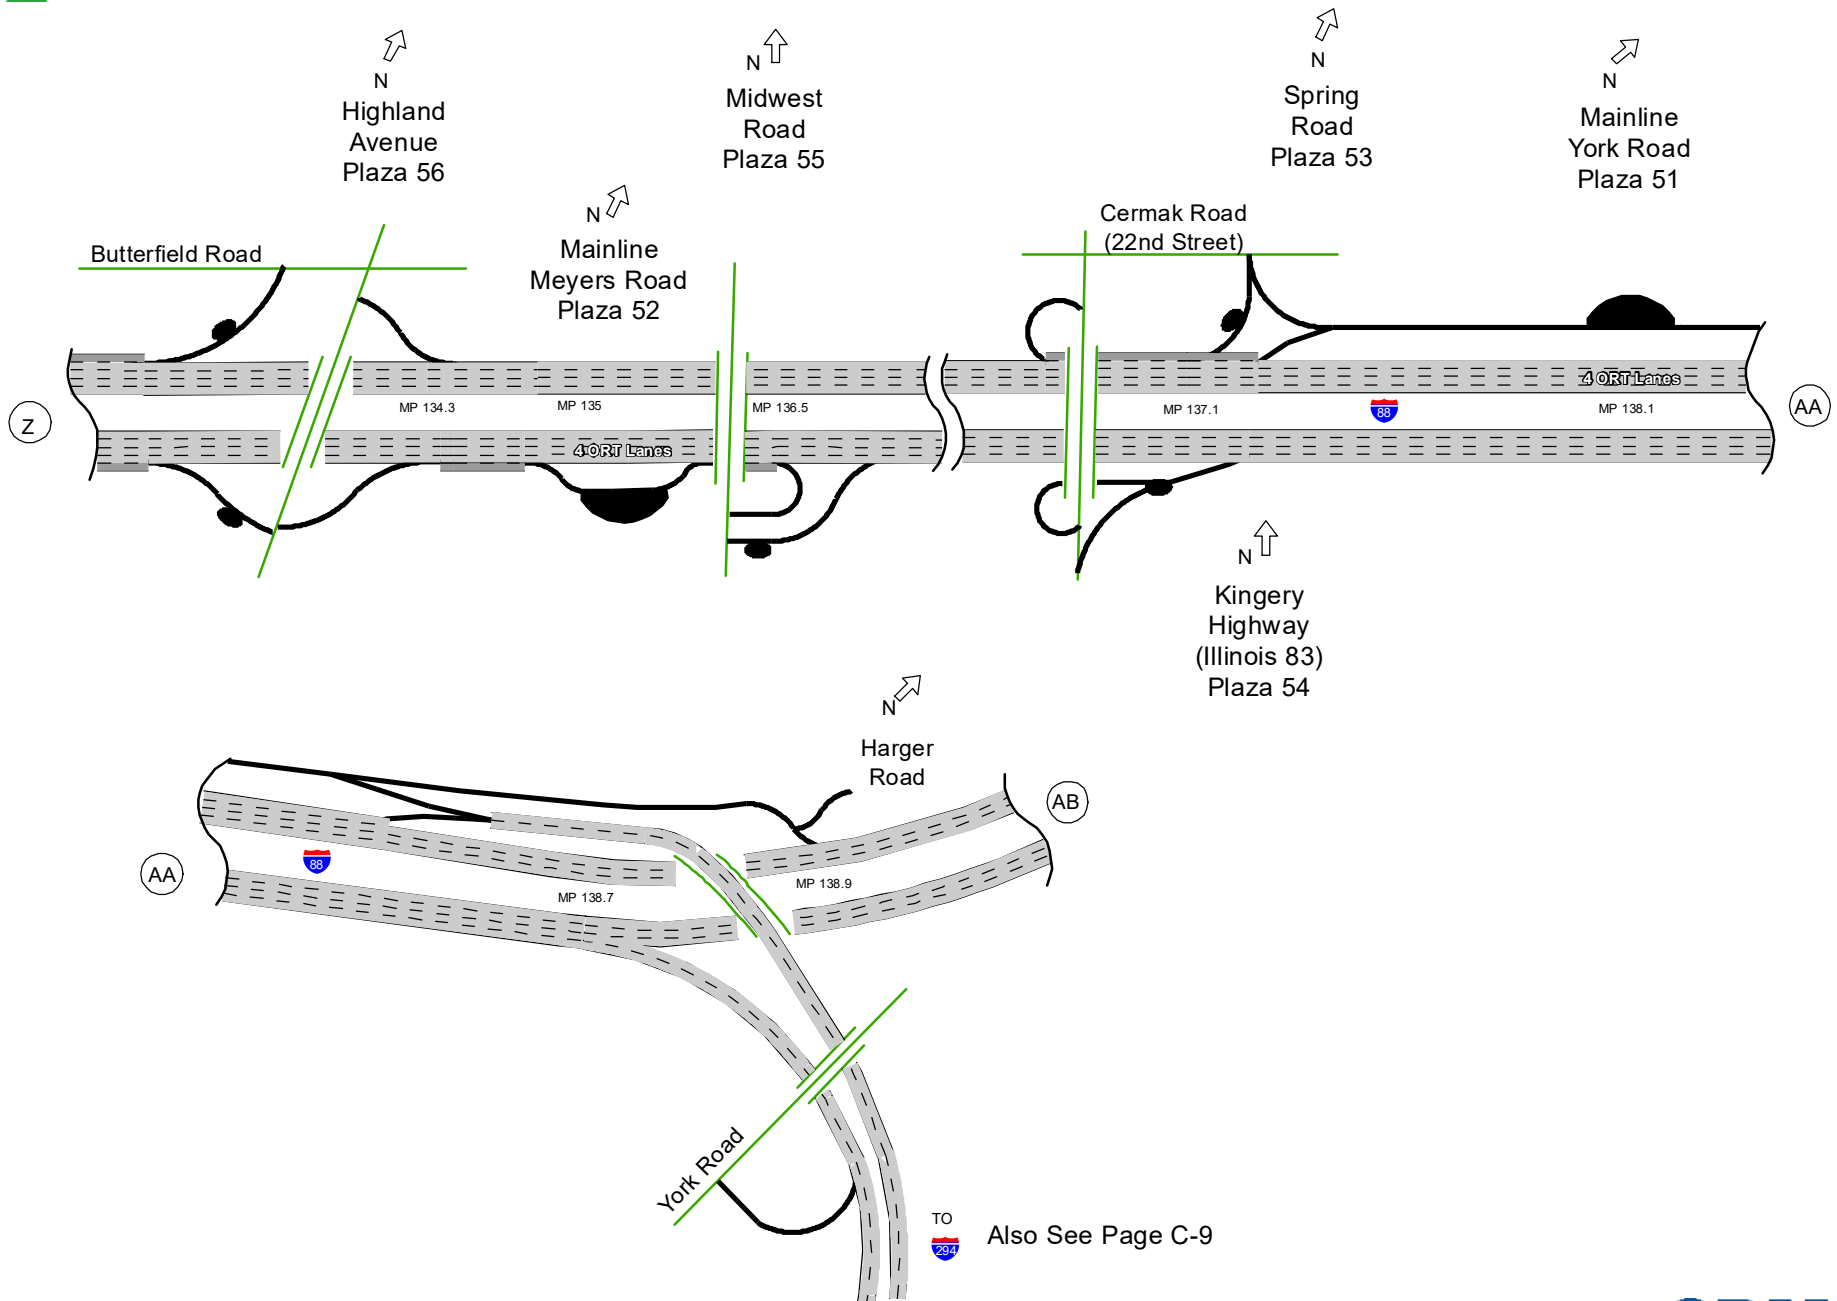 N
Highland
Avenue
Plaza 56
N
Midwest
Road
Plaza 55
N
Spring
Road
Plaza 53
N
Mainline
York Road
Plaza 51
N
Mainline
Meyers Road
Plaza 52
Butterfield Road
Cermak Road
(22nd Street)
4 ORT Lanes
MP 134.3
MP 135
MP 136.5
MP 137.1
88
MP 138.1
Z
AA
4 ORT Lanes
N
Kingery
Highway
(Illinois 83)
Plaza 54
N
Harger
Road
AB
AA
88
MP 138.7
MP 138.9
York Road
TO
294
Also See Page C-9